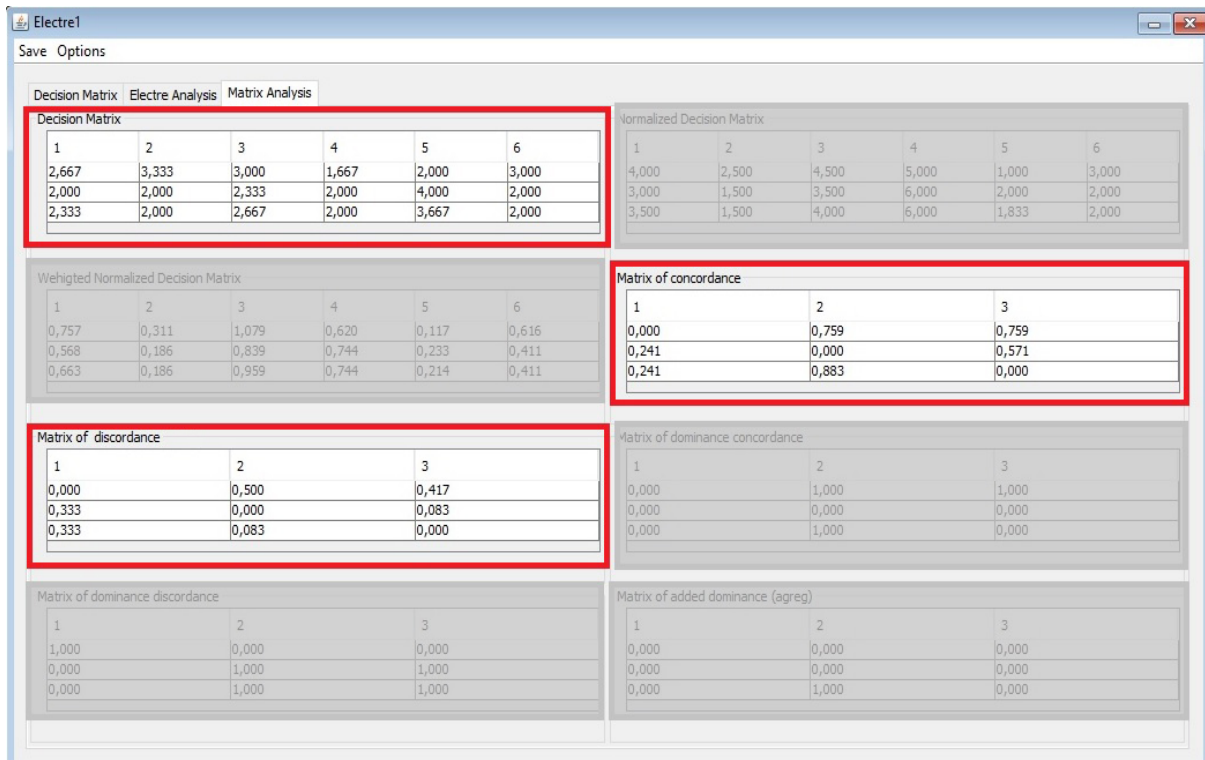 Electre1
Save Options
Decision Matrix Electre Analysis Matrix Analysis
Decision Matrix
1 2 3 4 5 6
2,667 3,333 3,000 1,667 2,000 3,000
2,000 2,000 2,333 2,000 4,000 2,000
2,333 2,000 2,667 2,000 3,667 2,000
Normalized Decision Matrix
1 2 3 4 5 6
4,000 2,500 4,500 5,000 1,000 3,000
3,000 1,500 3,500 6,000 2,000 2,000
3,500 1,500 4,000 6,000 1,833 2,000
Wehigted Normalized Decision Matrix
1 2 3 4 5 6
0,757 0,311 1,079 0,620 0,117 0,616
0,568 0,186 0,839 0,744 0,233 0,411
0,663 0,186 0,959 0,744 0,214 0,411
Matrix of concordance
1 2 3
0,000 0,759 0,759
0,241 0,000 0,571
0,241 0,883 0,000
Matrix of discordance
1 2 3
0,000 0,500 0,417
0,333 0,000 0,083
0,333 0,083 0,000
Matrix of dominance concordance
1 2 3
0,000 1,000 1,000
0,000 0,000 0,000
0,000 1,000 0,000
Matrix of dominance discordance
1 2 3
1,000 0,000 0,000
0,000 1,000 1,000
0,000 1,000 1,000
Matrix of added dominance (agreg)
1 2 3
0,000 0,000 0,000
0,000 0,000 0,000
0,000 1,000 0,000